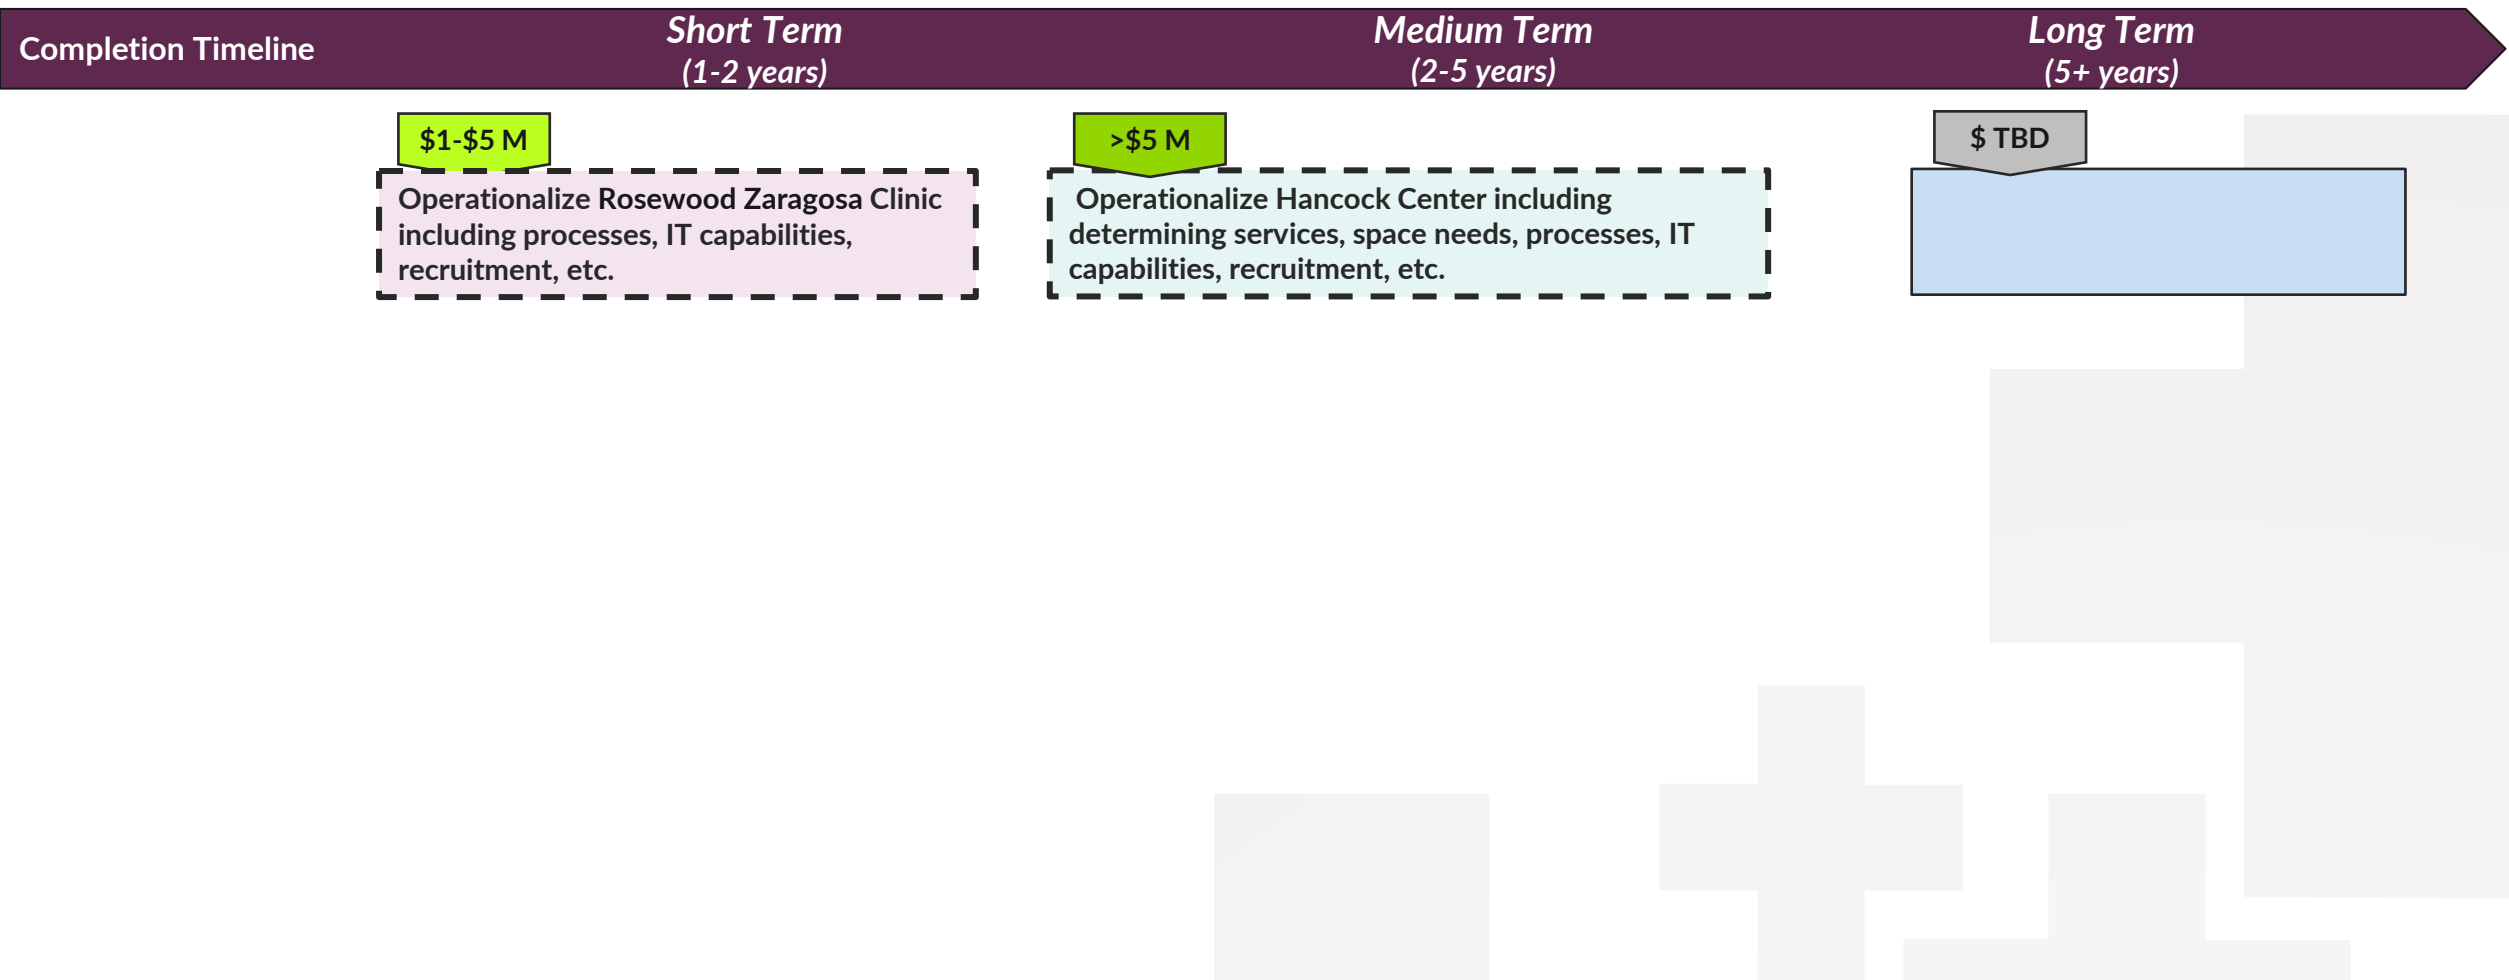 Completion Timeline
Short Term
(1-2 years)
Medium Term
(2-5 years)
Long Term
(5+ years)
$1-$5 M
Operationalize Rosewood Zaragosa Clinic
including processes, IT capabilities,
recruitment, etc.
>$5 M
Operationalize Hancock Center including
determining services, space needs, processes, IT
capabilities, recruitment, etc.
$ TBD